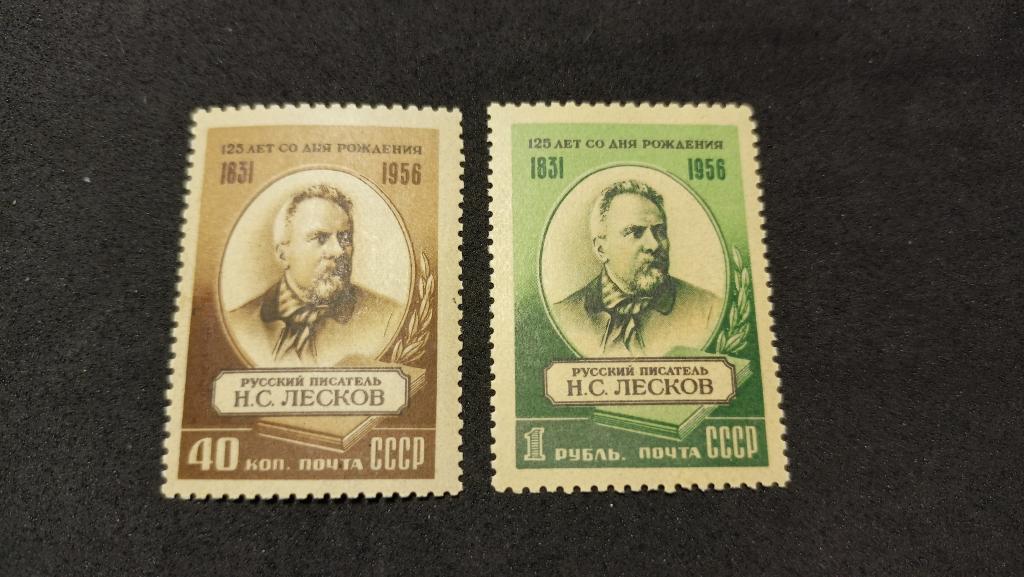 125 ЛЕТ СО ДНЯ РОЖДЕНИЯ
1831 1956
РУССКИЙ ПИСАТЕЛЬ
Н.С. ЛЕСКОВ
40 КОП. ПОЧТА СССР
125 ЛЕТ СО ДНЯ РОЖДЕНИЯ
1831 1956
РУССКИЙ ПИСАТЕЛЬ
Н.С. ЛЕСКОВ
1 РУБЛЬ. ПОЧТА СССР